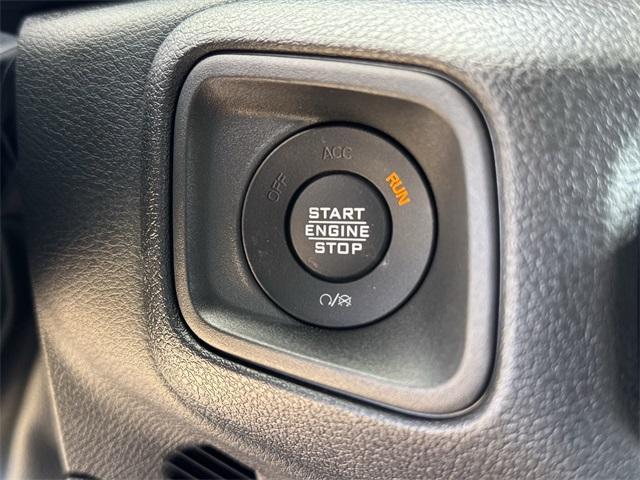 ACC
OFF
RUN
START
ENGINE
STOP